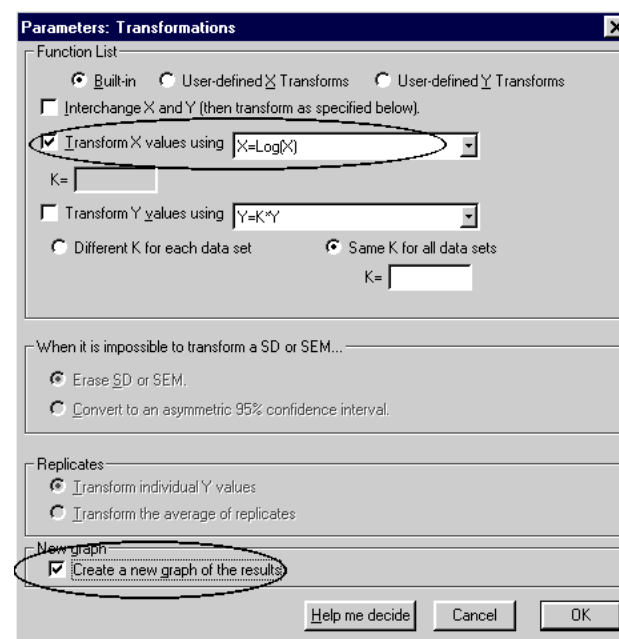 Parameters: Transformations
Function List
Built-in User-defined X Transforms User-defined Y Transforms
Interchange X and Y (then transform as specified below).
Transform X values using X=Log(X)
K=
Transform Y values using Y=K*Y
Different K for each data set Same K for all data sets
K=
When it is impossible to transform a SD or SEM...
Erase SD or SEM.
Convert to an asymmetric 95% confidence interval.
Replicates
Transform individual Y values
Transform the average of replicates
New graph
Create a new graph of the results
Help me decide Cancel OK